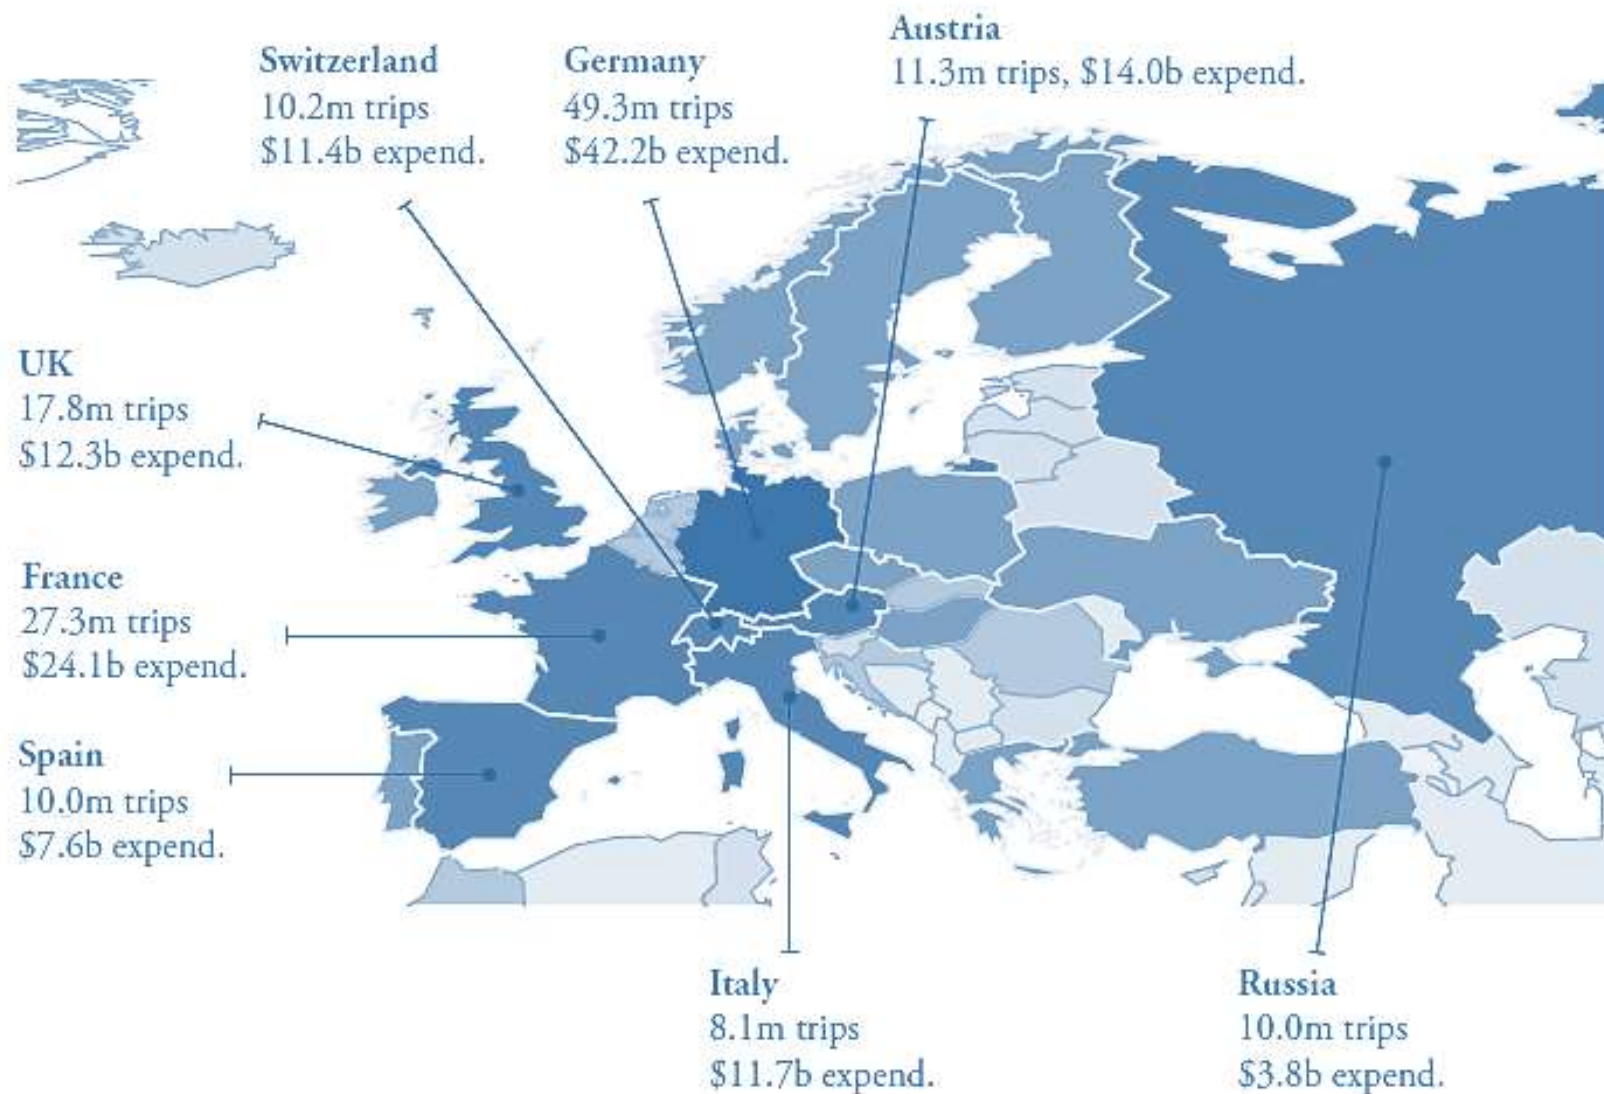 Austria
11.3m trips, $14.0b expend.
Switzerland
10.2m trips
$11.4b expend.
Germany
49.3m trips
$42.2b expend.
UK
17.8m trips
$12.3b expend.
France
27.3m trips
$24.1b expend.
Spain
10.0m trips
$7.6b expend.
Italy
8.1m trips
$11.7b expend.
Russia
10.0m trips
$3.8b expend.